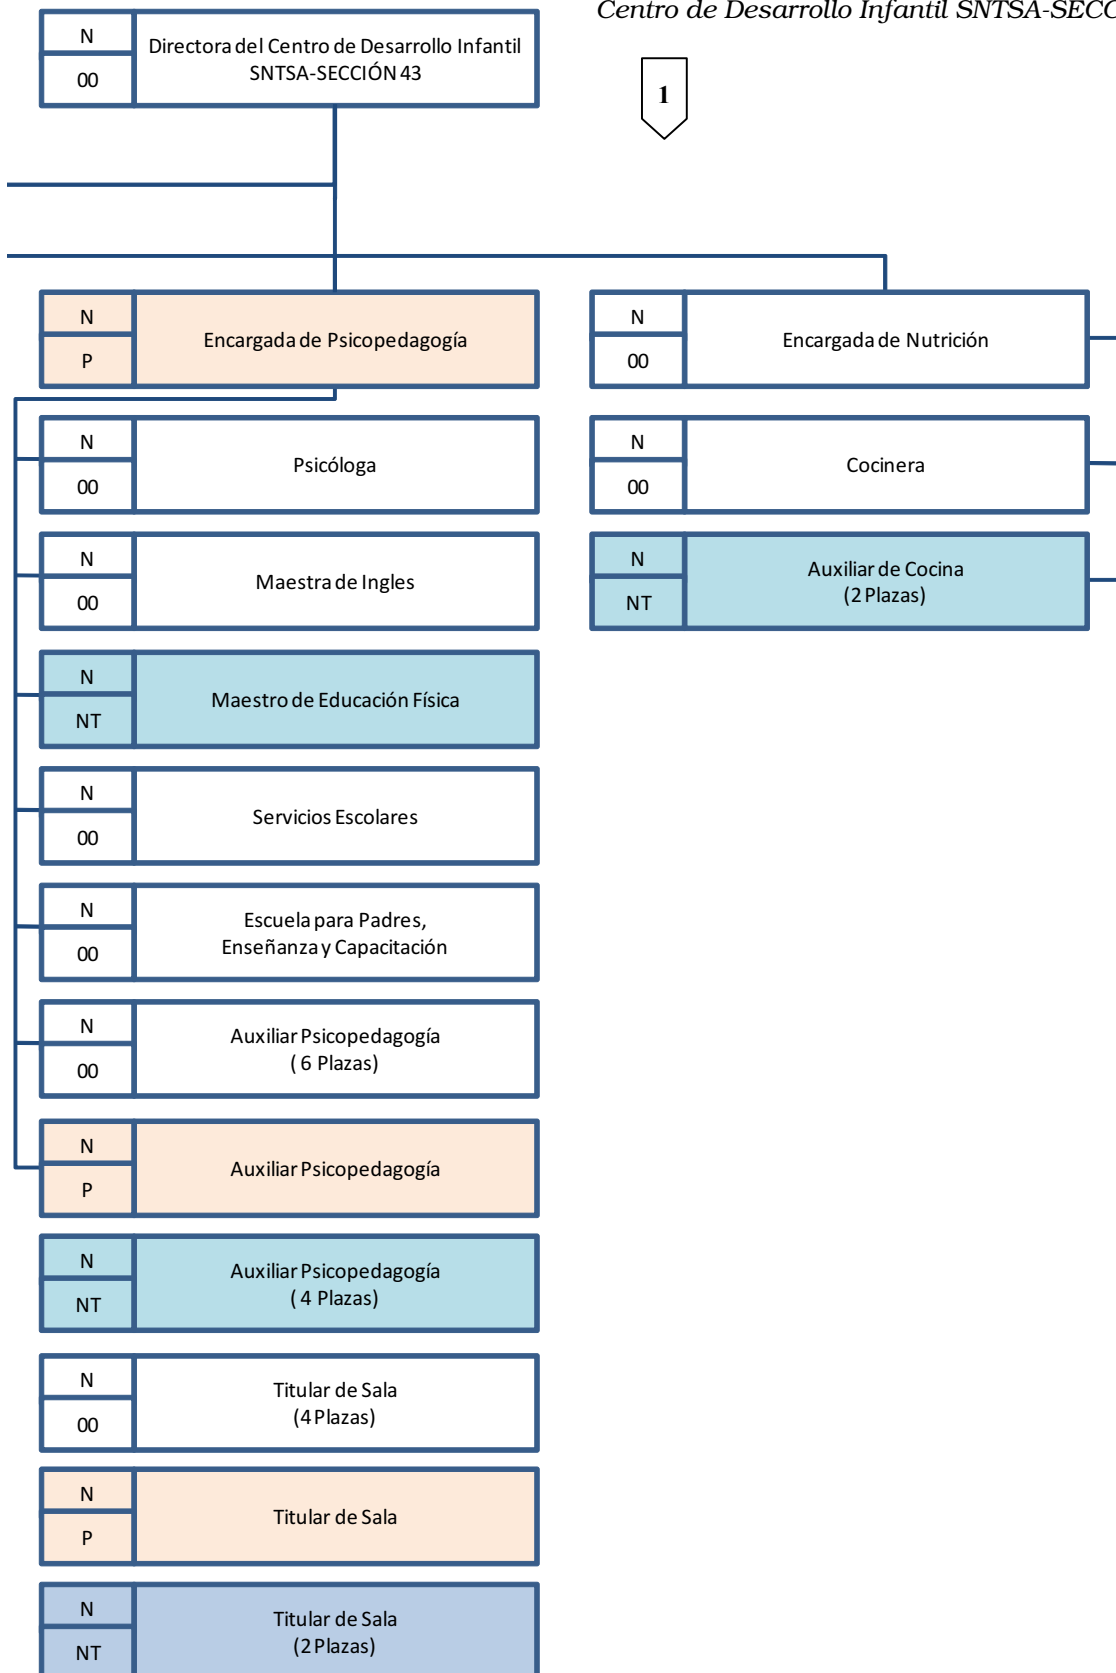 Centro de Desarrollo Infantil SNTSA-SECC
N
00
Directora del Centro de Desarrollo Infantil
SNTSA-SECCIÓN 43
1
N
P
Encargada de Psicopedagogía
N
00
Encargada de Nutrición
N
00
Psicóloga
N
00
Cocinera
N
00
Maestra de Ingles
N
NT
Auxiliar de Cocina
(2 Plazas)
N
NT
Maestro de Educación Física
N
00
Servicios Escolares
N
00
Escuela para Padres,
Enseñanza y Capacitación
N
00
Auxiliar Psicopedagogía
( 6 Plazas)
N
P
Auxiliar Psicopedagogía
N
NT
Auxiliar Psicopedagogía
( 4 Plazas)
N
00
Titular de Sala
(4 Plazas)
N
P
Titular de Sala
N
NT
Titular de Sala
(2 Plazas)